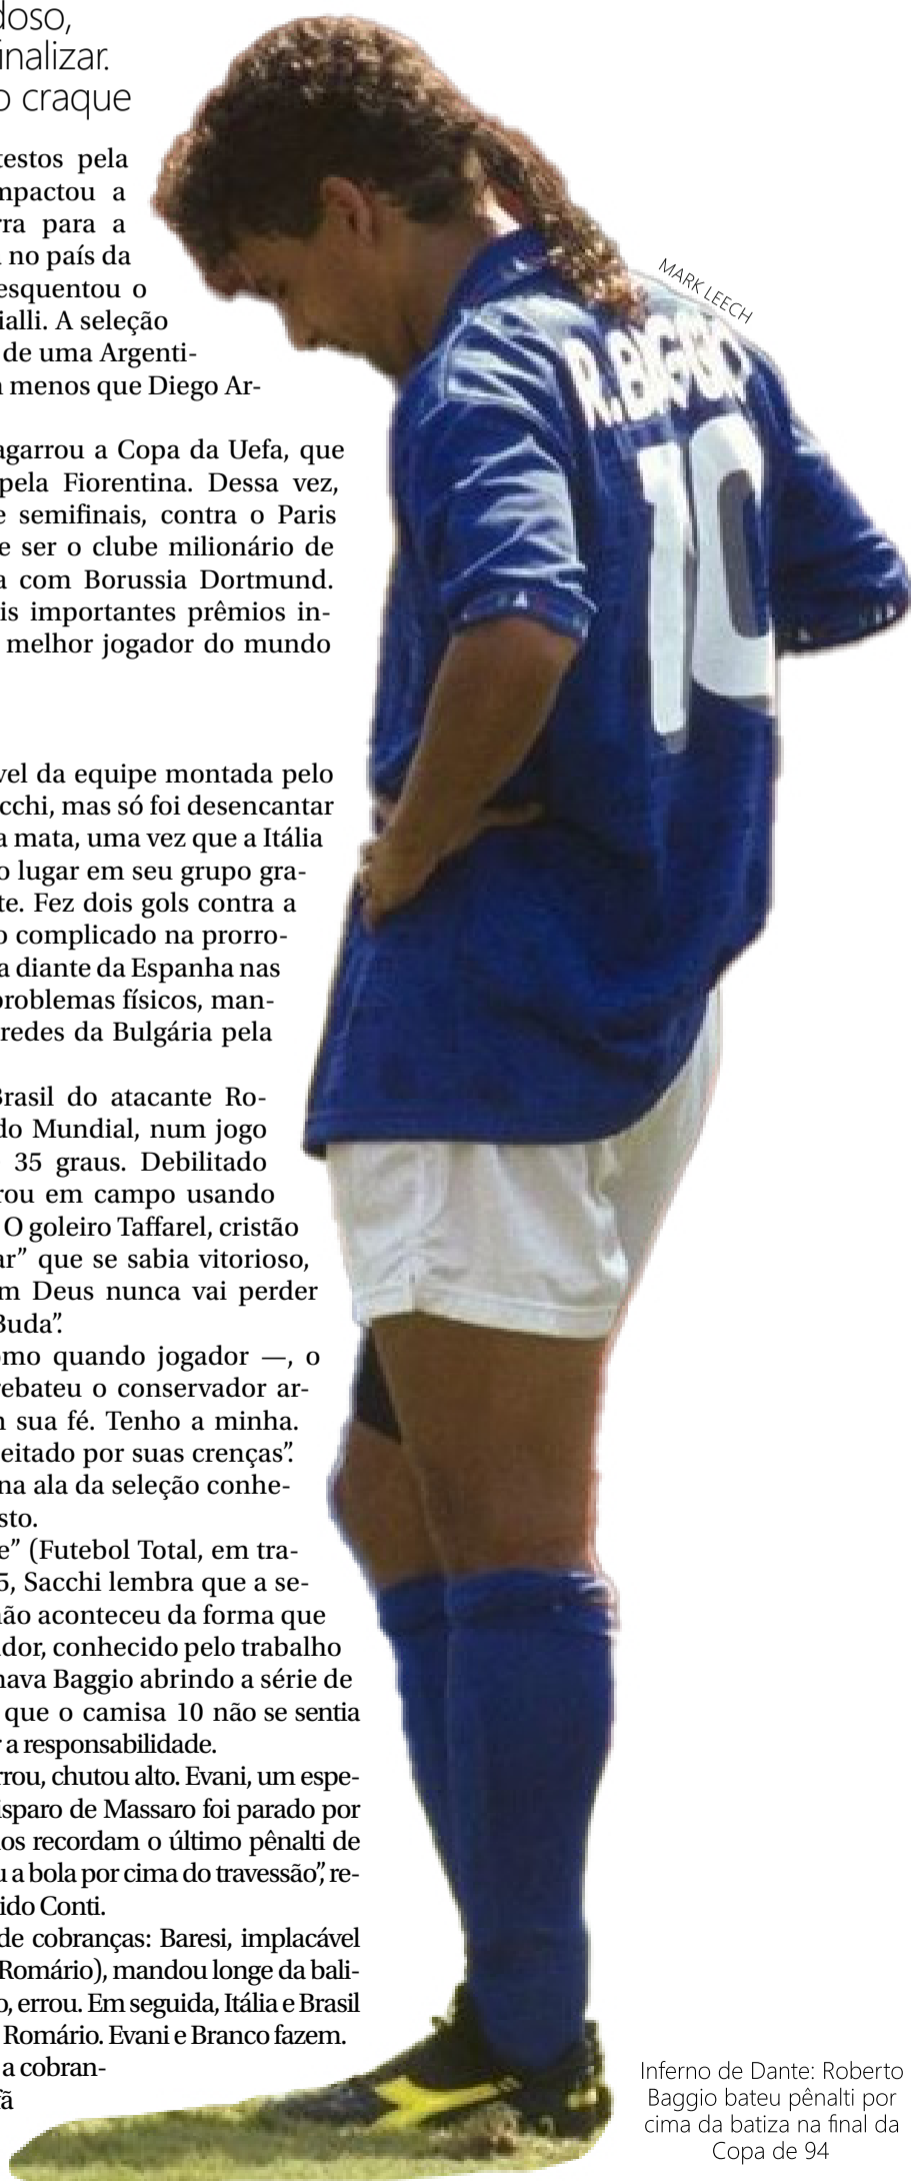 doso,
inalizar.
o craque
testos pela
mpactou a
rra para a
a no país da
esquentou o
ialli. A seleção
de uma Argenti-
a menos que Diego Ar-
agarrou a Copa da Uefa, que
pela Fiorentina. Dessa vez,
e semifinais, contra o Paris
e ser o clube milionário de
a com Borussia Dortmund.
is importantes prêmios in-
melhor jogador do mundo
vel da equipe montada pelo
cchi, mas só foi desencantar
a mata, uma vez que a Itália
o lugar em seu grupo gra-
te. Fez dois gols contra a
o complicado na prorro-
a diante da Espanha nas
problemas físicos, man-
redes da Bulgária pela
Brasil do atacante Ro-
do Mundial, num jogo
35 graus. Debilitado
rou em campo usando
O goleiro Taffarel, cristão
ar” que se sabia vitorioso,
m Deus nunca vai perder
Buda”.
omo quando jogador —, o
rebateu o conservador ar-
n sua fé. Tenho a minha.
eitado por suas crenças”.
na ala da seleção conhe-
sto.
e” (Futebol Total, em tra-
5, Sacchi lembra que a se-
não aconteceu da forma que
ador, conhecido pelo trabalho
nava Baggio abrindo a série de
que o camisa 10 não se sentia
r a responsabilidade.
rrou, chutou alto. Evani, um espe-
isparo de Massaro foi parado por
los recordam o último pênalti de
u a bola por cima do travessão”, re-
ido Conti.
de cobranças: Baresi, implacável
Romário), mandou longe da bali-
o, errou. Em seguida, Itália e Brasil
Romário. Evani e Branco fazem.
a cobran-
fã
MARK LEECH
R.BAGGIO
10
Inferno de Dante: Roberto
Baggio bateu pênalti por
cima da batiza na final da
Copa de 94